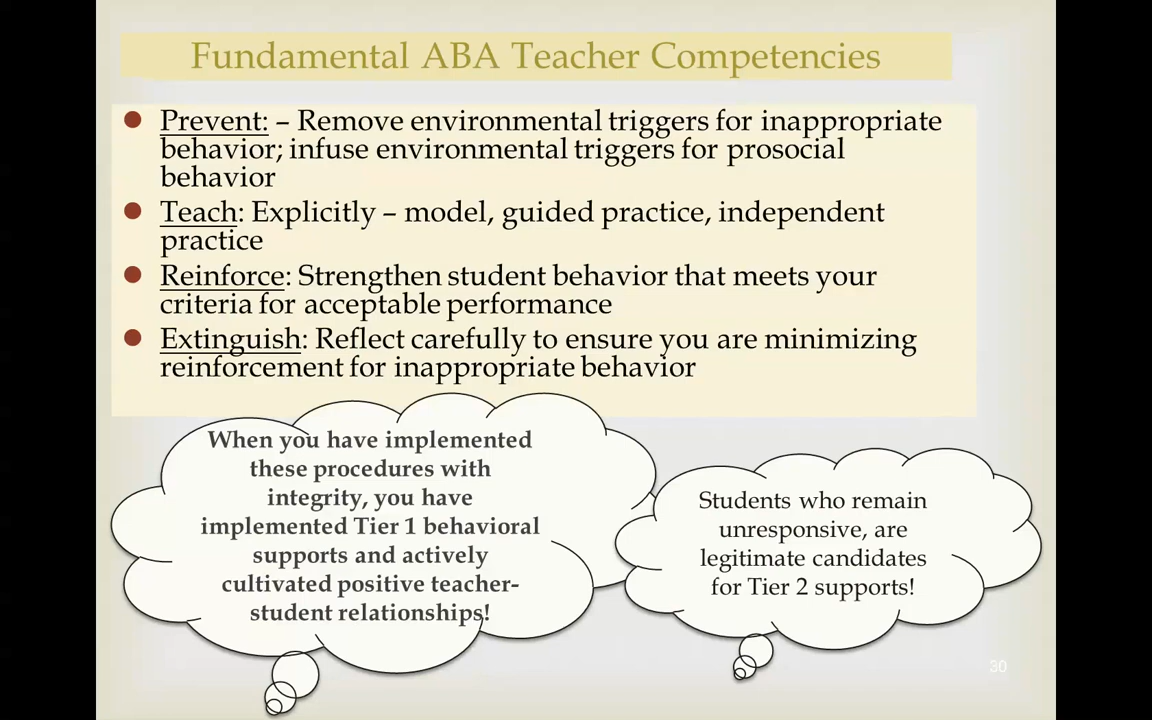 Fundamental ABA Teacher Competencies
Prevent: – Remove environmental triggers for inappropriate
behavior; infuse environmental triggers for prosocial
behavior
Teach: Explicitly – model, guided practice, independent
practice
Reinforce: Strengthen student behavior that meets your
criteria for acceptable performance
Extinguish: Reflect carefully to ensure you are minimizing
reinforcement for inappropriate behavior
When you have implemented
these procedures with
integrity, you have
implemented Tier 1 behavioral
supports and actively
cultivated positive teacher-
student relationships!
Students who remain
unresponsive, are
legitimate candidates
for Tier 2 supports!
30